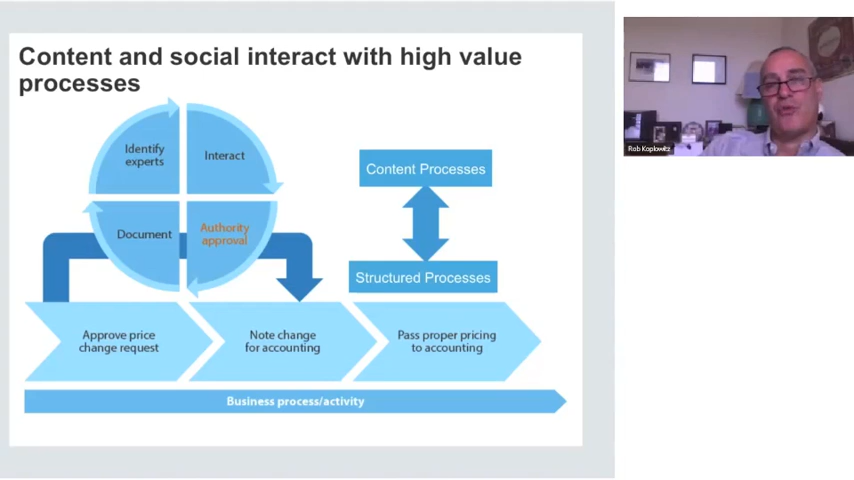 Content and social interact with high value
processes
Identify
experts
Interact
Document
Authority
approval
Content Processes
Structured Processes
Approve price
change request
Note change
for accounting
Pass proper pricing
to accounting
Business process/activity
Rob Koplowitz